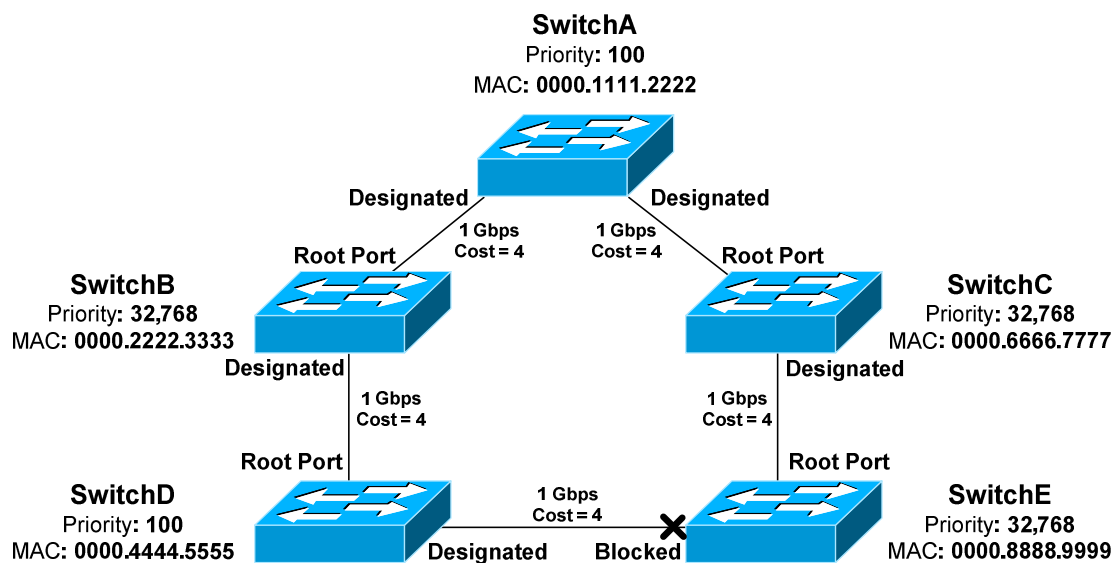 SwitchA
Priority: 100
MAC: 0000.1111.2222
Designated
Designated
1 Gbps
Cost = 4
1 Gbps
Cost = 4
Root Port
Root Port
SwitchB
Priority: 32,768
MAC: 0000.2222.3333
SwitchC
Priority: 32,768
MAC: 0000.6666.7777
Designated
Designated
1 Gbps
Cost = 4
1 Gbps
Cost = 4
Root Port
Root Port
SwitchD
Priority: 100
MAC: 0000.4444.5555
1 Gbps
Cost = 4
Designated
Blocked
SwitchE
Priority: 32,768
MAC: 0000.8888.9999